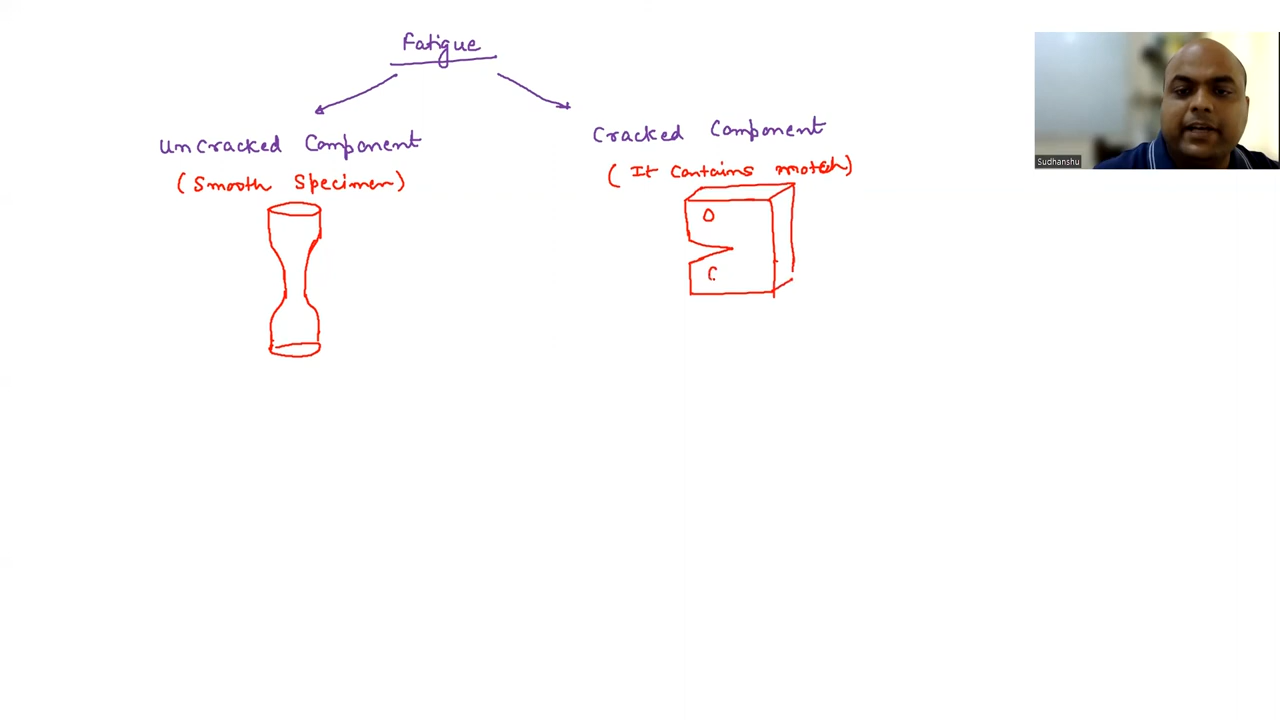 Fatigue
Uncracked Component
(Smooth Specimen)
Cracked Component
(It Contains notch)
Sudhanshu